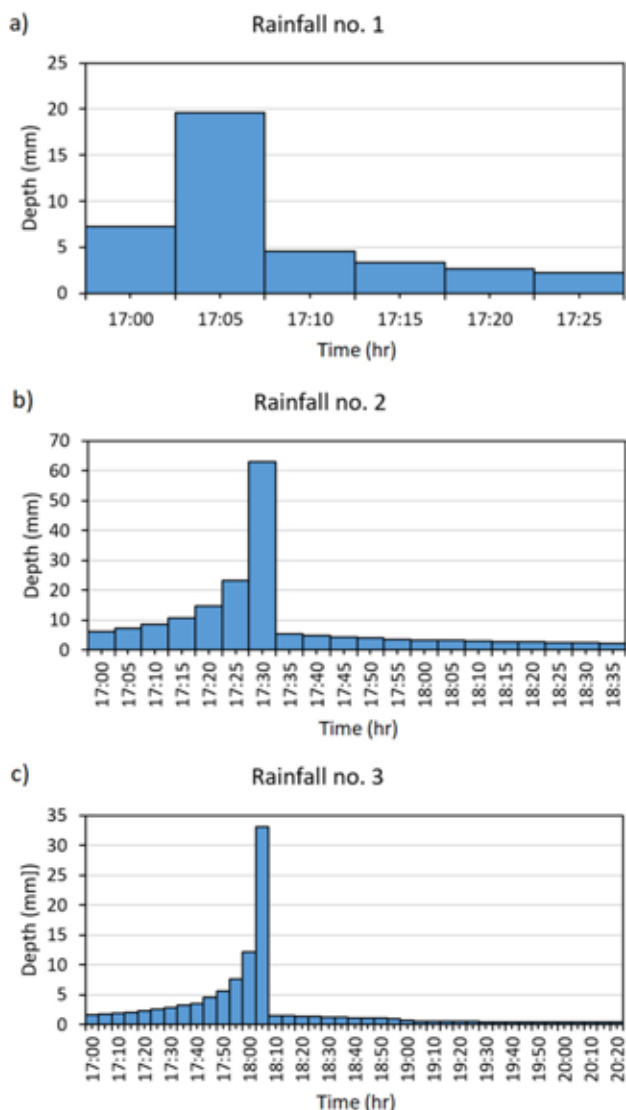 a)
Rainfall no. 1
25
20
15
10
5
0
Depth (mm)
17:00 17:05 17:10 17:15 17:20 17:25
Time (hr)
b)
Rainfall no. 2
70
60
50
40
30
20
10
0
Depth (mm)
17:00 17:05 17:10 17:15 17:20 17:25 17:30 17:35 17:40 17:45 17:50 17:55 18:00 18:05 18:10 18:15 18:20 18:25 18:30 18:35
Time (hr)
c)
Rainfall no. 3
35
30
25
20
15
10
5
0
Depth (mm])
17:00 17:10 17:20 17:30 17:40 17:50 18:00 18:10 18:20 18:30 18:40 18:50 19:00 19:10 19:20 19:30 19:40 19:50 20:00 20:10 20:20
Time (hr)